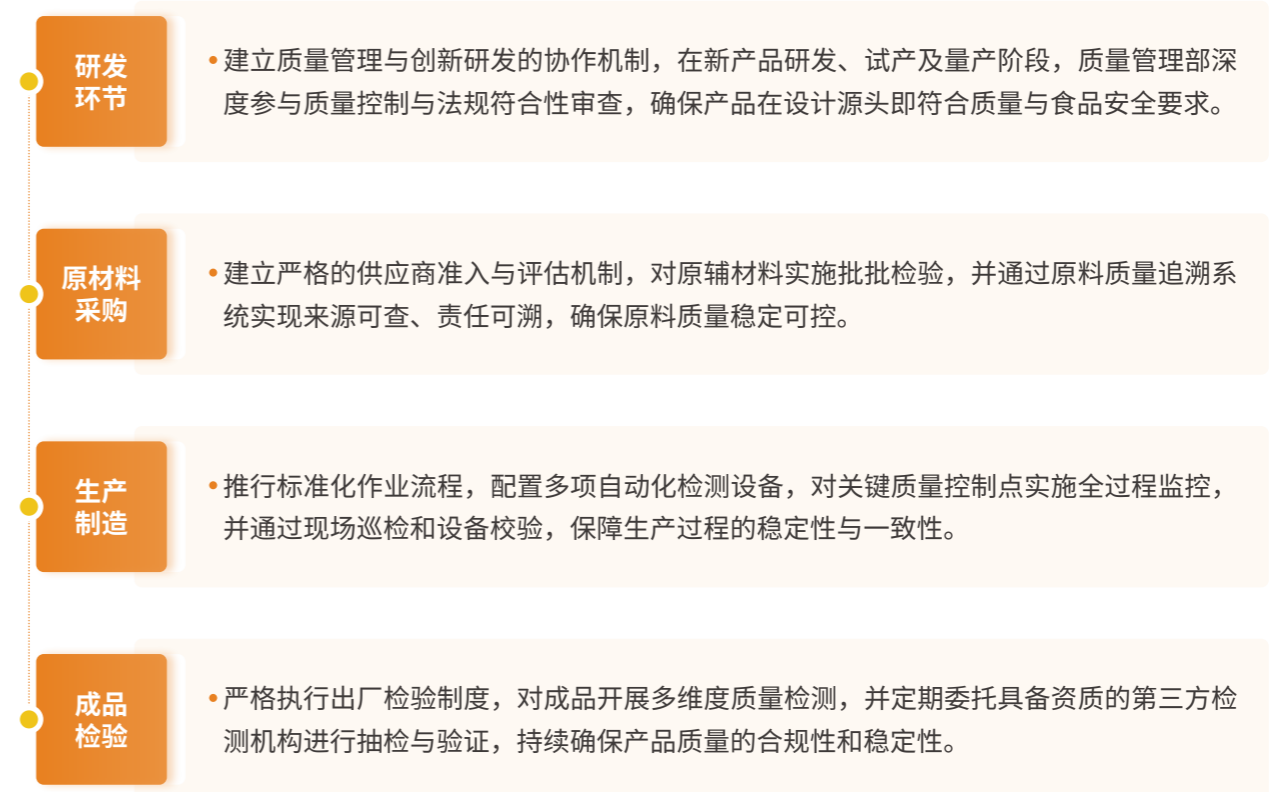 研发
环节
• 建立质量管理与创新研发的协作机制，在新产品研发、试产及量产阶段，质量管理部深
度参与质量控制与法规符合性审查，确保产品在设计源头即符合质量与食品安全要求。
原材料
采购
• 建立严格的供应商准入与评估机制，对原辅材料实施批批检验，并通过原料质量追溯系
统实现来源可查、责任可溯，确保原料质量稳定可控。
生产
制造
• 推行标准化作业流程，配置多项自动化检测设备，对关键质量控制点实施全过程监控，
并通过现场巡检和设备校验，保障生产过程的稳定性与一致性。
成品
检验
• 严格执行出厂检验制度，对成品开展多维度质量检测，并定期委托具备资质的第三方检
测机构进行抽检与验证，持续确保产品质量的合规性和稳定性。